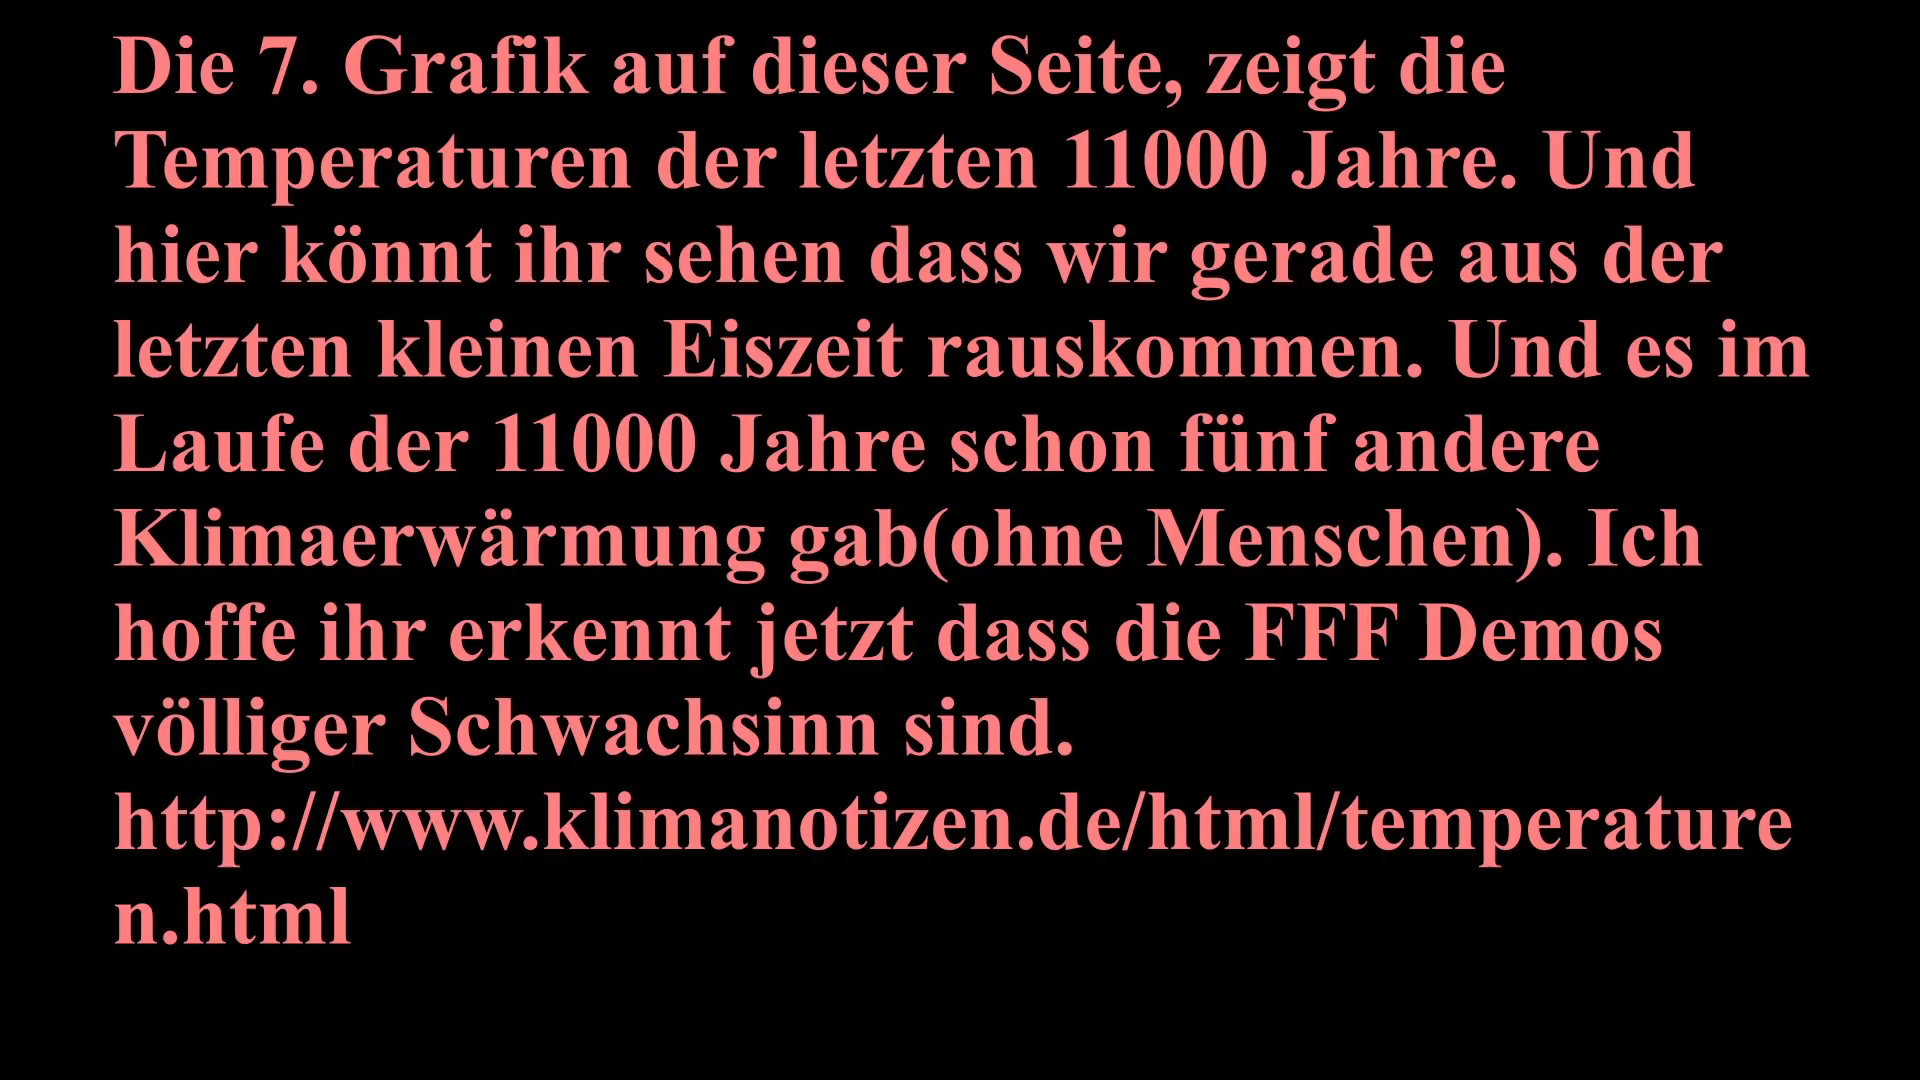 Die 7. Grafik auf dieser Seite, zeigt die
Temperaturen der letzten 11000 Jahre. Und
hier könnt ihr sehen dass wir gerade aus der
letzten kleinen Eiszeit rauskommen. Und es im
Laufe der 11000 Jahre schon fünf andere
Klimaerwärmung gab(ohne Menschen). Ich
hoffe ihr erkennt jetzt dass die FFF Demos
völliger Schwachsinn sind.
http://www.klimanotizen.de/html/temperature
n.html